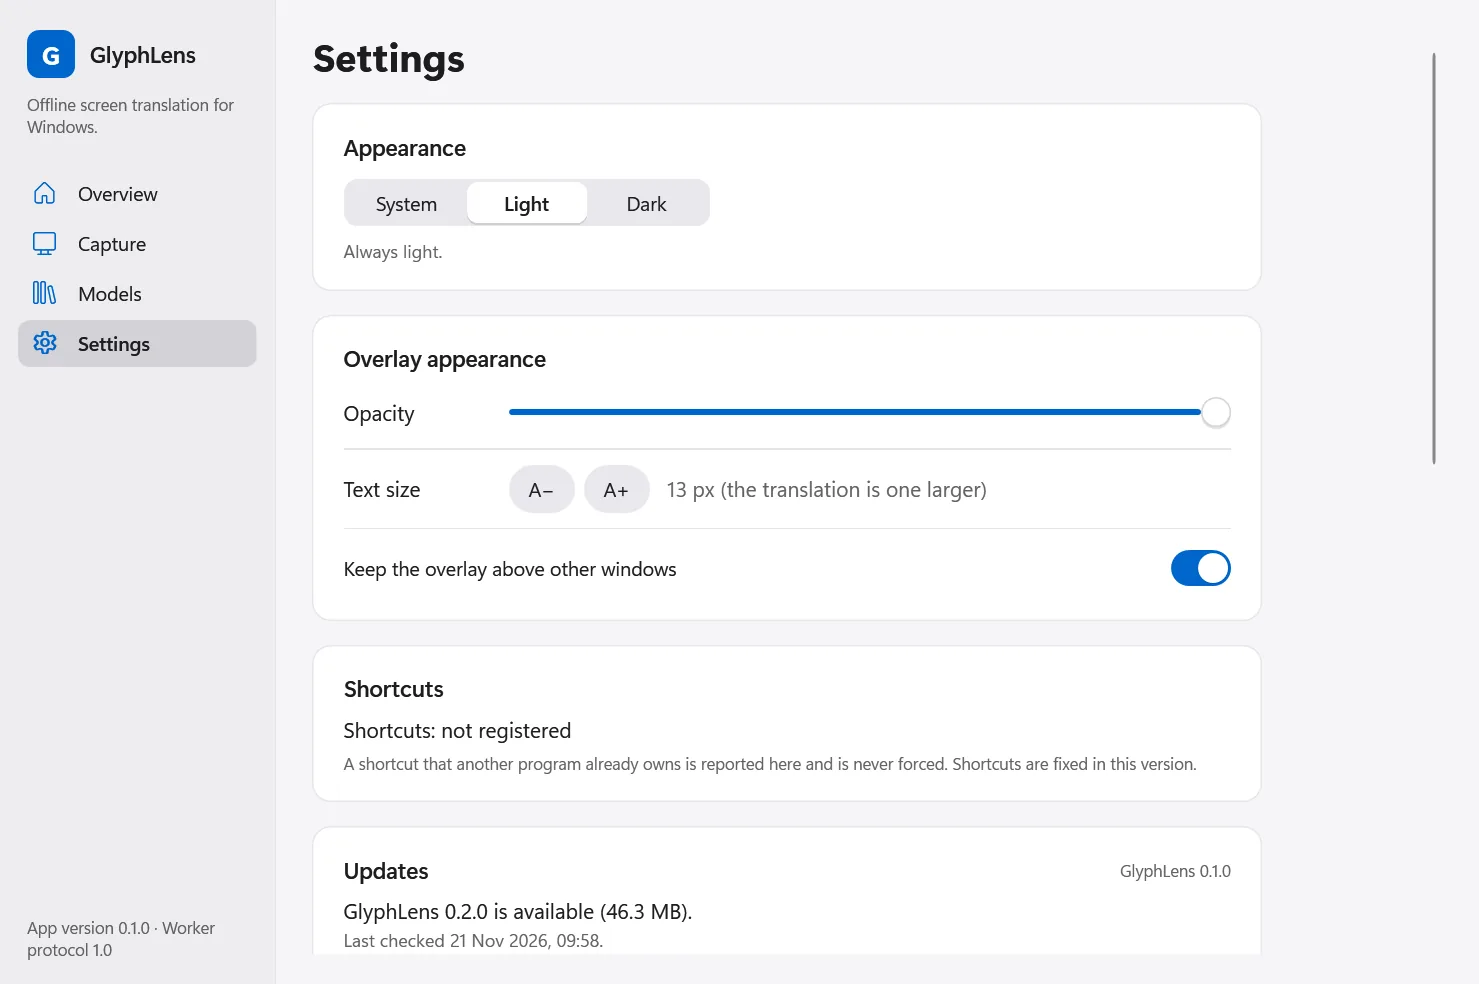 G
GlyphLens
Offline screen translation for
Windows.
Overview
Capture
Models
Settings
App version 0.1.0 · Worker
protocol 1.0
Settings
Appearance
System Light Dark
Always light.
Overlay appearance
Opacity
Text size A− A+ 13 px (the translation is one larger)
Keep the overlay above other windows
Shortcuts
Shortcuts: not registered
A shortcut that another program already owns is reported here and is never forced. Shortcuts are fixed in this version.
Updates GlyphLens 0.1.0
GlyphLens 0.2.0 is available (46.3 MB).
Last checked 21 Nov 2026, 09:58.